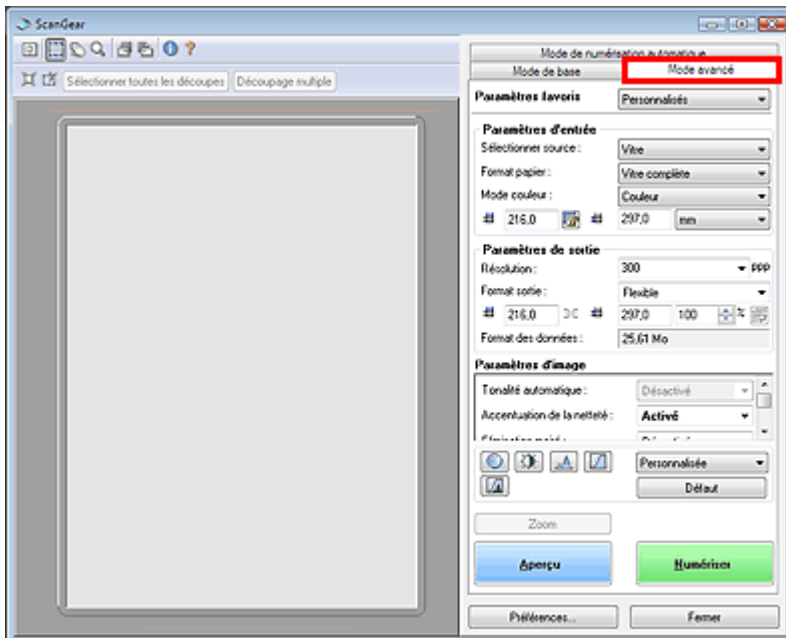 ScanGear
Sélectionner toutes les découpes Découpage multiple
Mode de numérisation automatique
Mode de base Mode avancé
Paramètres favoris Personnalisés
Paramètres d'entrée
Sélectionner source : Vitre
Format papier : Vitre complète
Mode couleur : Couleur
216,0 297,0 mm
Paramètres de sortie
Résolution : 300 ppp
Format sortie : Flexible
216,0 297,0 100 %
Format des données : 25,61 Mo
Paramètres d'image
Tonalité automatique : Désactivé
Accentuation de la netteté : Activé
Personnalisée
Défaut
Zoom
Aperçu Numériser
Préférences... Fermer